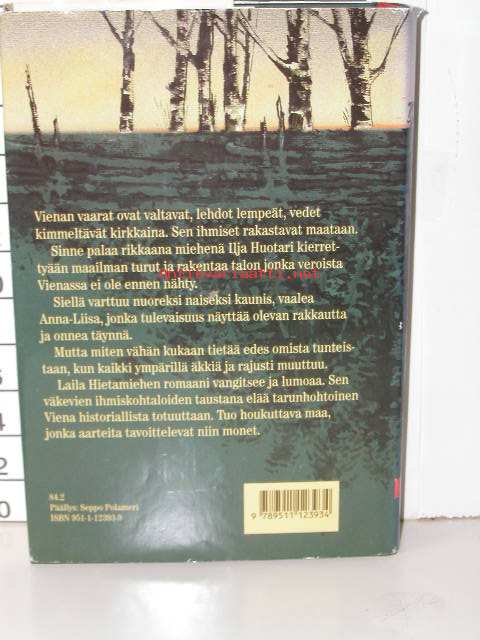 Vienan vaarat ovat valtavat, lehdot lempeät, vedet
kimmeltävät kirkkaina. Sen ihmiset rakastavat maataan.
Sinne palaa rikkaana miehenä Ilja Huotari kierret-
tyään maailman turut ja rakentaa talon jonka veroista
Vienassa ei ole ennen nähty.
Siellä varttuu nuoreksi naiseksi kaunis, vaalea
Anna-Liisa, jonka tulevaisuus näyttää olevan rakkautta
ja onnea täynnä.
Mutta miten vähän kukaan tietää edes omista tunteis-
taan, kun kaikki ympärillä äkkiä ja rajusti muuttuu.
Laila Hietamiehen romaani vangitsee ja lumoaa. Sen
väkevien ihmiskohtaloiden taustana elää tarunhohtoinen
Viena historiallista totuuttaan. Tuo houkuttava maa,
jonka aarteita tavoittelevat niin monet.
84.2
Päällys: Seppo Polameri
ISBN 951-1-12393-9
9 789511 123934